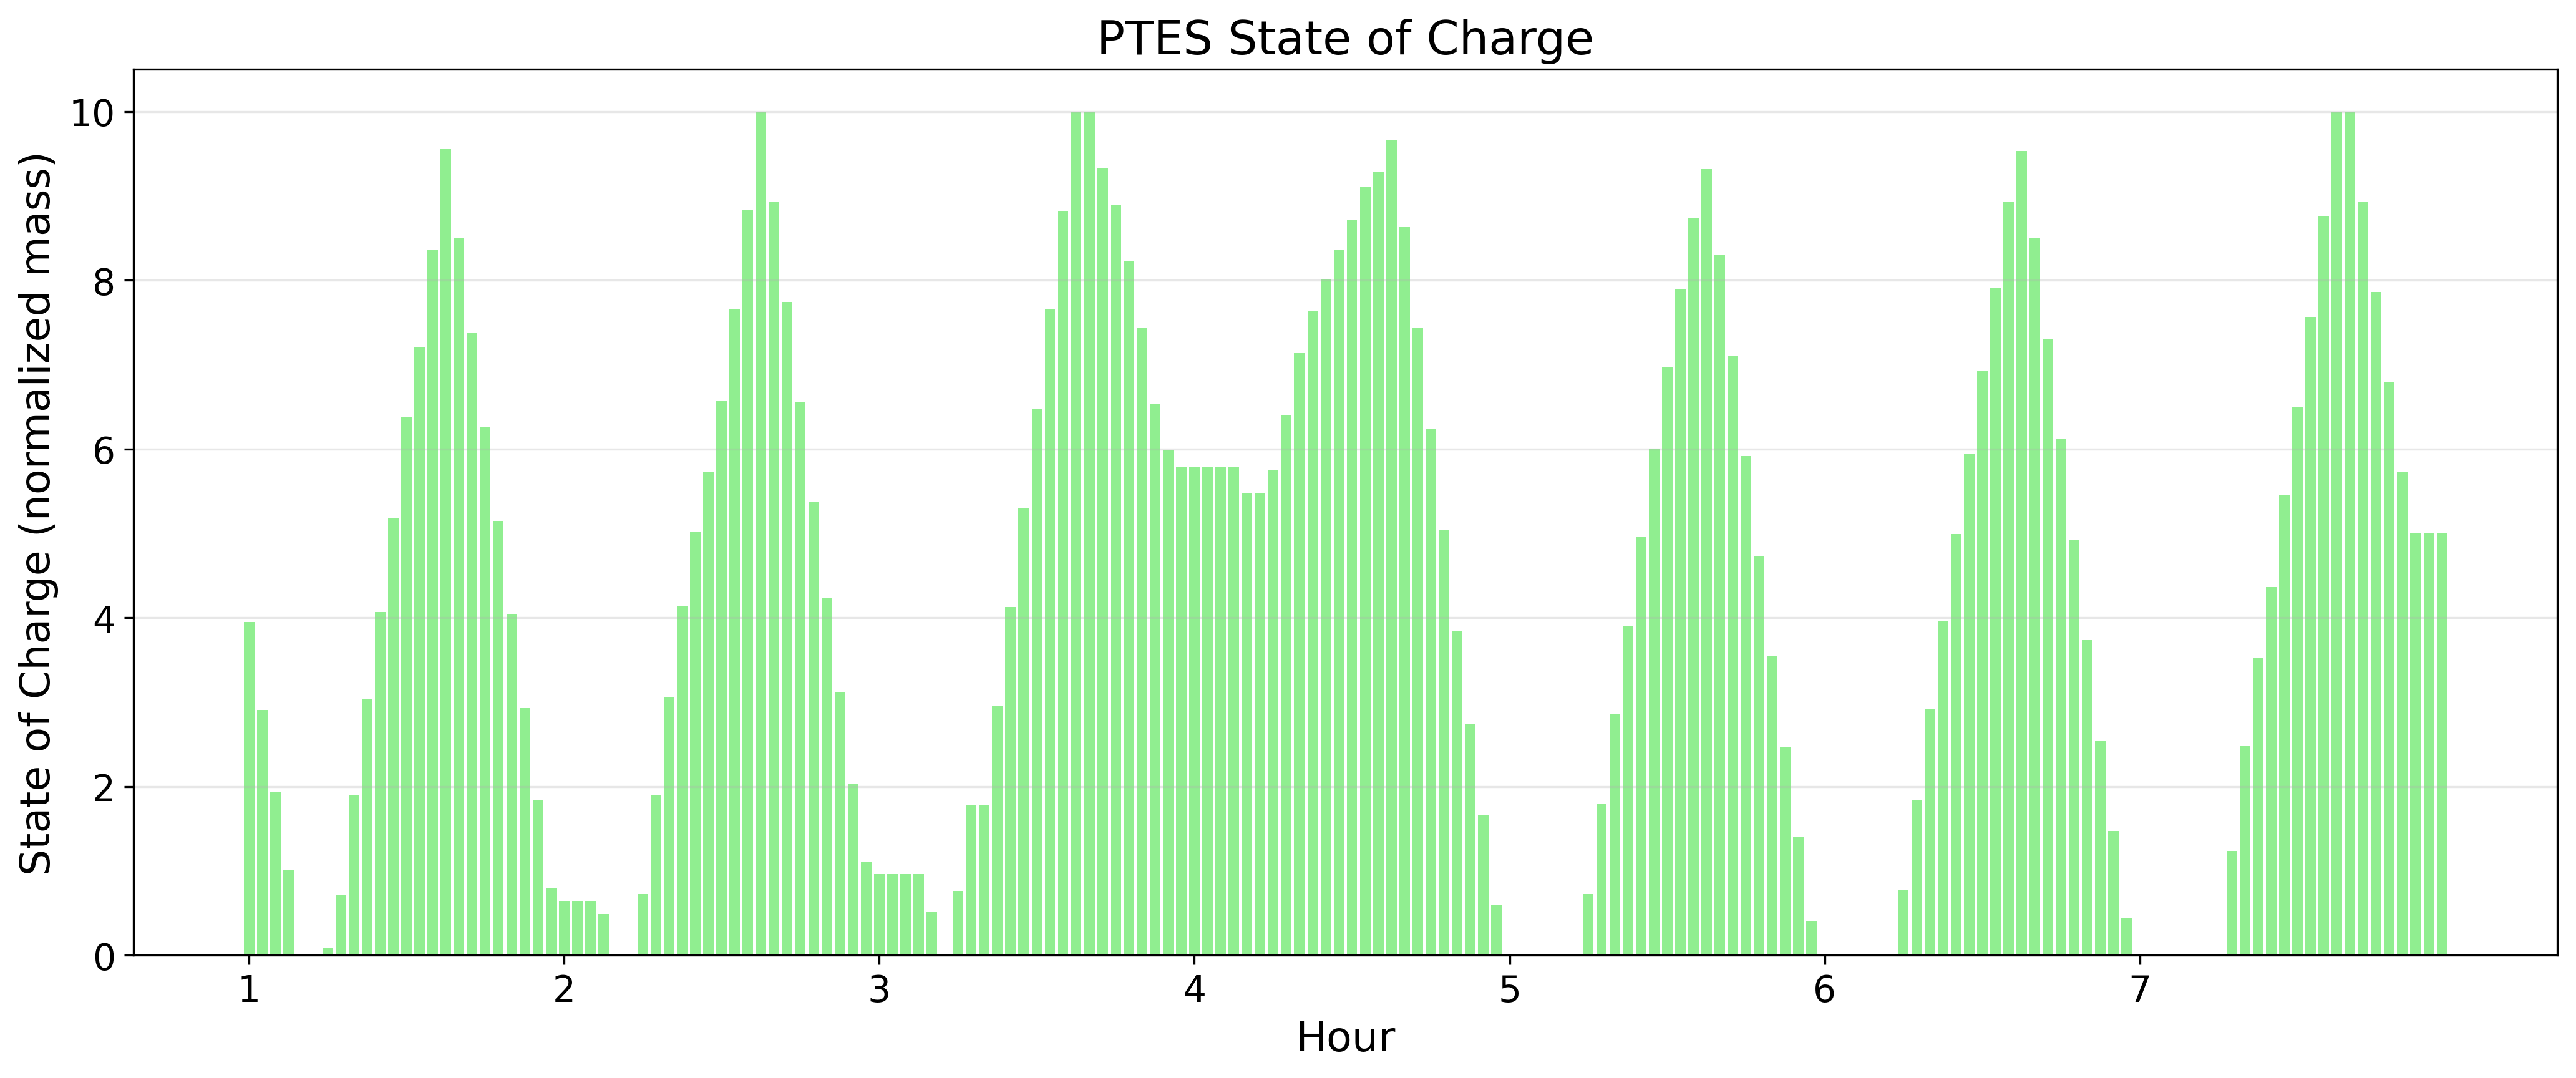 PTES State of Charge
State of Charge (normalized mass)
10
8
6
4
2
0
1 2 3 4 5 6 7
Hour